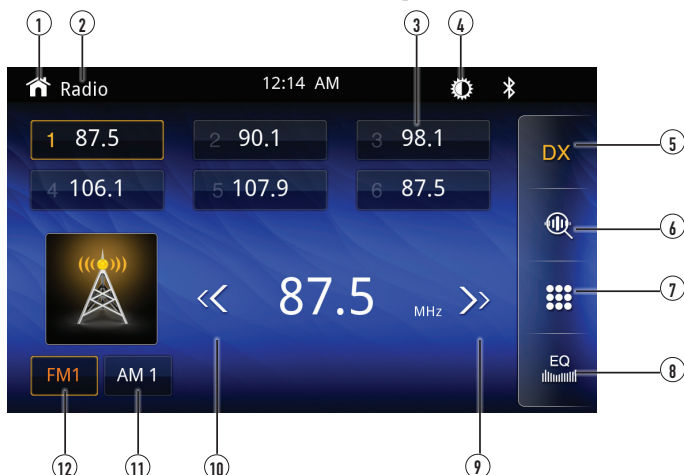 1 2 3 4
Radio 12:14 AM
1 87.5 2 90.1 3 98.1
DX 5
4 106.1 5 107.9 6 87.5
6
87.5 MHz
7
EQ 8
FM1 AM 1
12 11 10 9